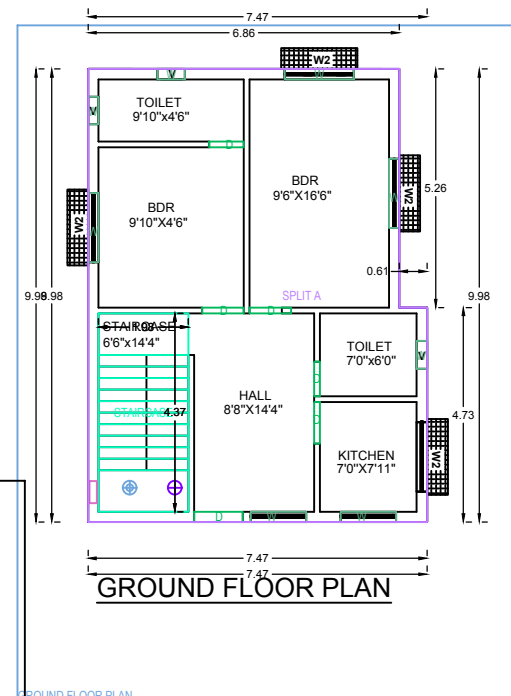 7.47
6.86
W2
V
W
TOILET
9'10"x4'6"
V
D
BDR
9'6"X16'6"
BDR
9'10"X4'6"
W2
W
W
W2
5.26
0.61
9.98
9.98
9.98
SPLIT A
D
D
STAIRCASE
1.98
6'6"x14'4"
TOILET
7'0"x6'0"
V
D
HALL
8'8"X14'4"
STAIRCASE
4.37
4.73
D
KITCHEN
7'0"X7'11"
W2
D
W
W
7.47
7.47
GROUND FLOOR PLAN
GROUND FLOOR PLAN